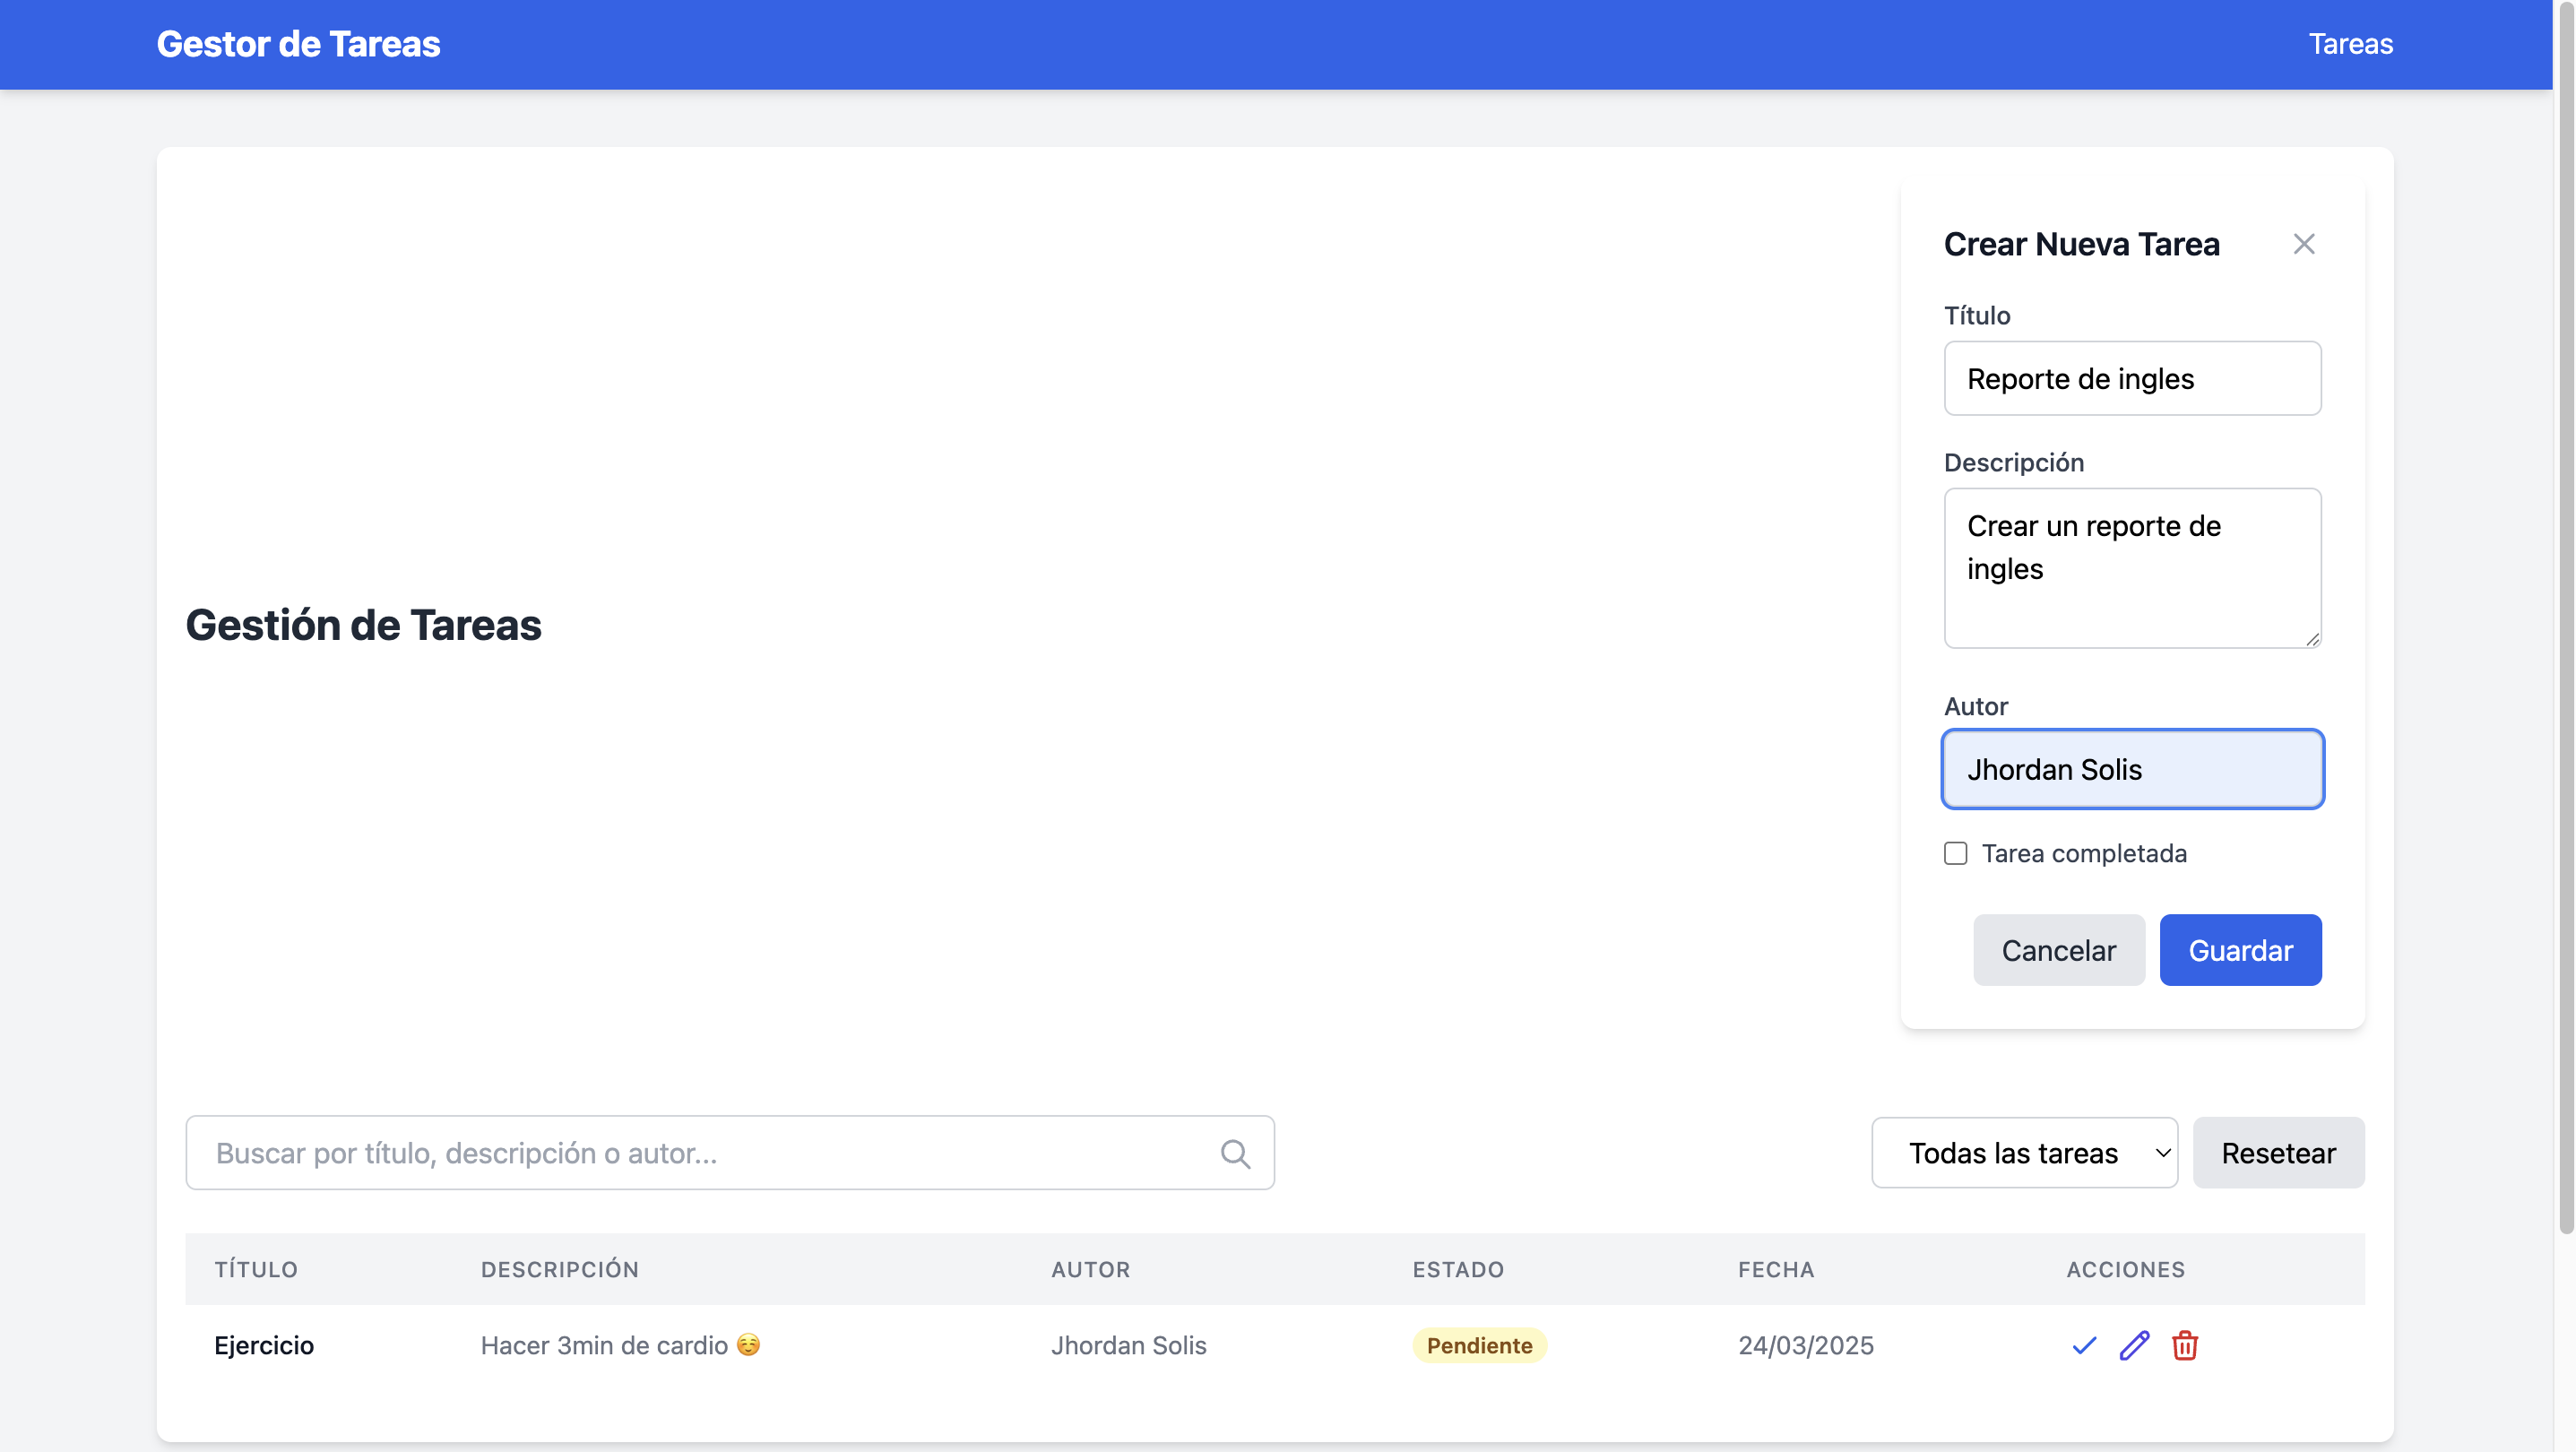 Gestor de Tareas
Tareas
Crear Nueva Tarea
Título
Reporte de ingles
Descripción
Crear un reporte de
ingles
Gestión de Tareas
Autor
Jhordan Solis
Tarea completada
Cancelar
Guardar
Buscar por título, descripción o autor...
Todas las tareas
Resetear
TÍTULO DESCRIPCIÓN AUTOR ESTADO FECHA ACCIONES
Ejercicio Hacer 3min de cardio ☺️ Jhordan Solis Pendiente 24/03/2025